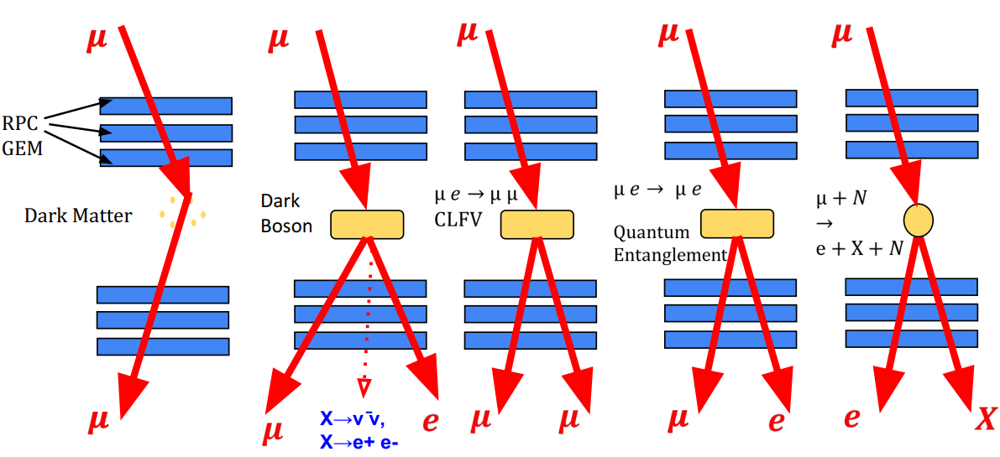 μ
RPC
GEM
Dark Matter
μ
μ
Dark
Boson
μ
X→ν ν̄,
X→e+ e-
e
μ
μ e → μ μ
CLFV
μ
μ
μ
μ e → μ e
Quantum
Entanglement
μ
e
μ
μ + N
→
e + X + N
e
X